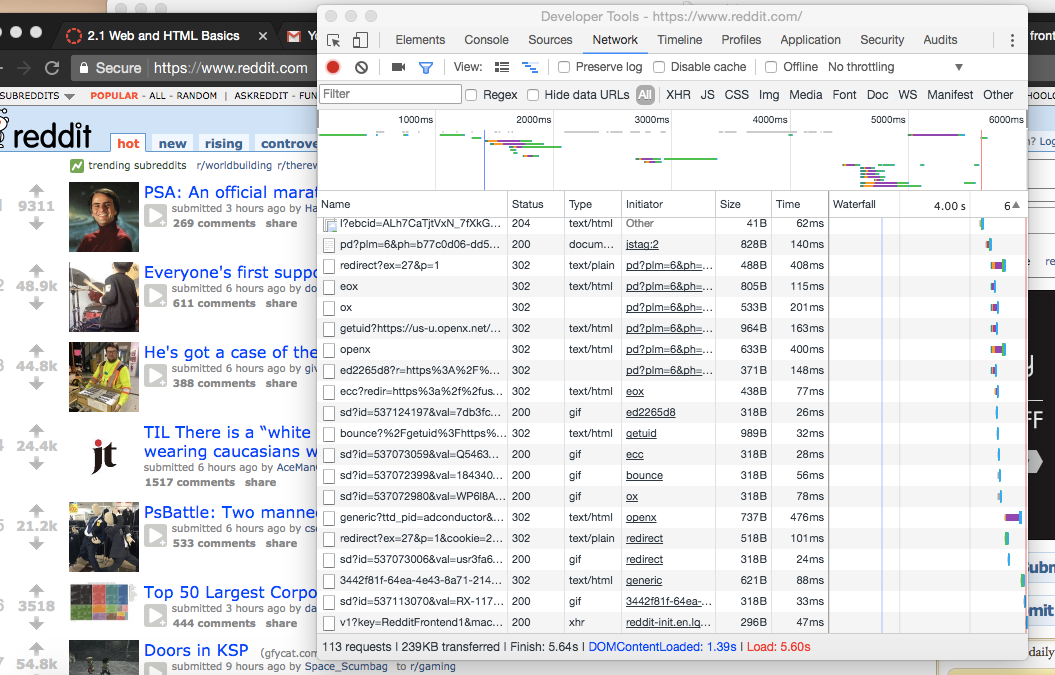 Developer Tools - https://www.reddit.com/
2.1 Web and HTML Basics
Elements Console Sources Network Timeline Profiles Application Security Audits
Secure https://www.reddit.com
View: Preserve log Disable cache Offline No throttling
SUBREDDITS POPULAR - ALL - RANDOM | ASKREDDIT - FUN
Filter Regex Hide data URLs All XHR JS CSS Img Media Font Doc WS Manifest Other
1000ms 2000ms 3000ms 4000ms 5000ms 6000ms
reddit hot new rising
trending subreddits r/worldbuilding
Name Status Type Initiator Size Time Waterfall 4.00 s 6
l?ebcid=ALh7CaTjtVxN_7fXkG... 204 text/html Other 41B 62ms
pd?plm=6&ph=b77c0d06-dd5... 200 docum... jstag:2 828B 140ms
redirect?ex=27&p=1 302 text/plain pd?plm=6&ph=... 488B 408ms
eox 302 text/html pd?plm=6&ph=... 805B 115ms
ox 302 pd?plm=6&ph=... 533B 201ms
getuid?https://us-u.openx.net/... 302 text/html pd?plm=6&ph=... 964B 163ms
openx 302 text/html pd?plm=6&ph=... 633B 400ms
ed2265d8?r=https%3A%2F%... 302 pd?plm=6&ph=... 371B 148ms
ecc?redir=https%3a%2f%2fus... 302 text/html eox 438B 77ms
sd?id=537124197&val=7db3fc... 200 gif ed2265d8 318B 26ms
bounce?%2Fgetuid%3Fhttps%... 302 text/html getuid 989B 32ms
sd?id=537073059&val=Q5463... 200 gif ecc 318B 28ms
sd?id=537072399&val=184340... 200 gif bounce 318B 56ms
sd?id=537072980&val=WP6I8A... 200 gif ox 318B 78ms
generic?ttd_pid=adconductor&... 302 text/html openx 737B 476ms
redirect?ex=27&p=1&cookie=2... 302 text/plain redirect 518B 101ms
sd?id=537073006&val=usr3fa6... 200 gif redirect 318B 24ms
3442f81f-64ea-4e43-8a71-214... 302 text/html generic 621B 88ms
sd?id=537113070&val=RX-117... 200 gif 3442f81f-64ea-... 318B 33ms
v1?key=RedditFrontend1&mac... 200 xhr reddit-init.en.lq... 296B 47ms
113 requests | 239KB transferred | Finish: 5.64s | DOMContentLoaded: 1.39s | Load: 5.60s
9311
PSA: An official
submitted 3 hours ago by
269 comments share
48.9k
Everyone's first
submitted 6 hours ago by
611 comments share
44.8k
He's got a case of the
submitted 6 hours ago by
388 comments share
24.4k
jt
TIL There is a “white
wearing caucasians
submitted 6 hours ago by
1517 comments share
21.2k
PsBattle: Two
submitted 6 hours ago by
533 comments share
3518
Top 50 Largest
submitted 3 hours ago by
444 comments share
54.8k
Doors in KSP (gfycat.com
submitted 9 hours ago by Space_Scumbag to r/gaming